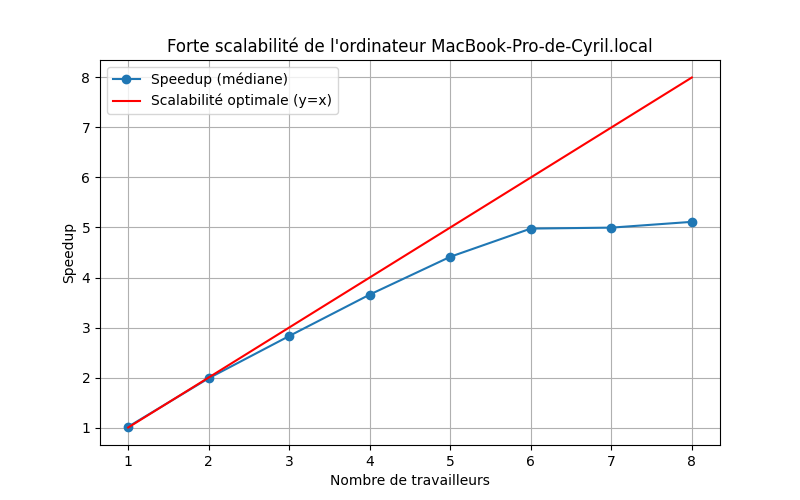 Forte scalabilité de l'ordinateur MacBook-Pro-de-Cyril.local
Speedup (médiane)
Scalabilité optimale (y=x)
8
7
6
5
4
3
2
1
Speedup
1 2 3 4 5 6 7 8
Nombre de travailleurs